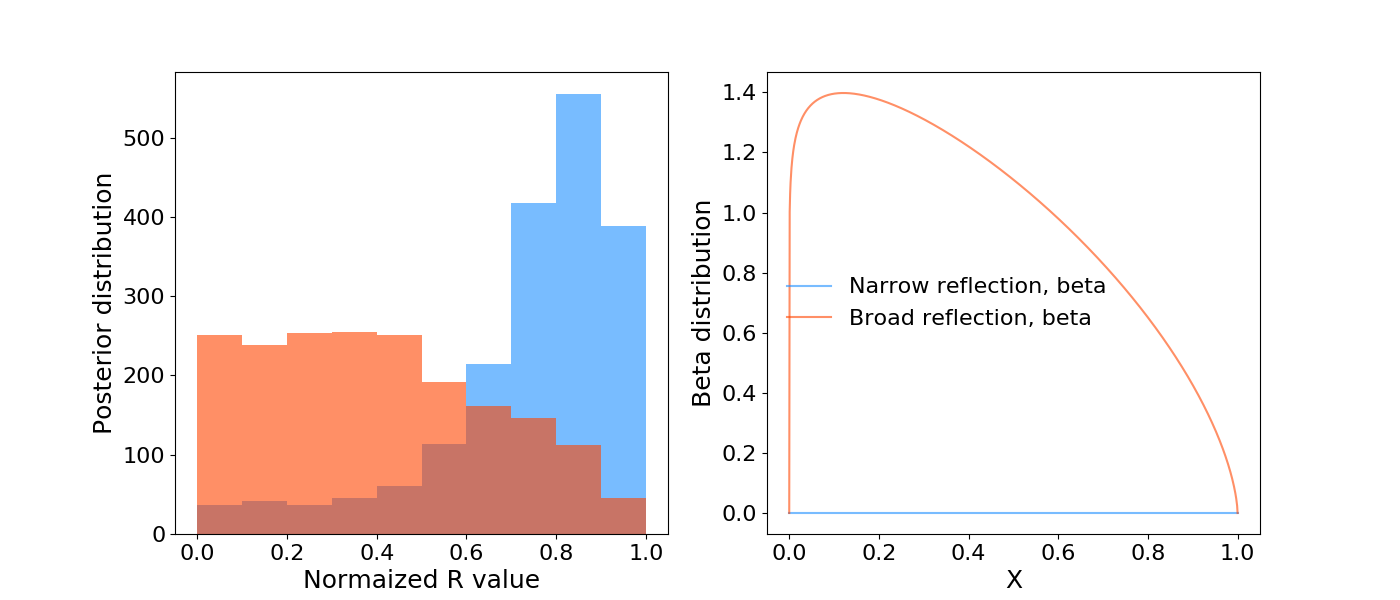 500
400
300
200
100
0
0.0 0.2 0.4 0.6 0.8 1.0
Normaized R value
Posterior distribution
1.4
1.2
1.0
0.8
0.6
0.4
0.2
0.0
0.0 0.2 0.4 0.6 0.8 1.0
X
Beta distribution
Narrow reflection, beta
Broad reflection, beta